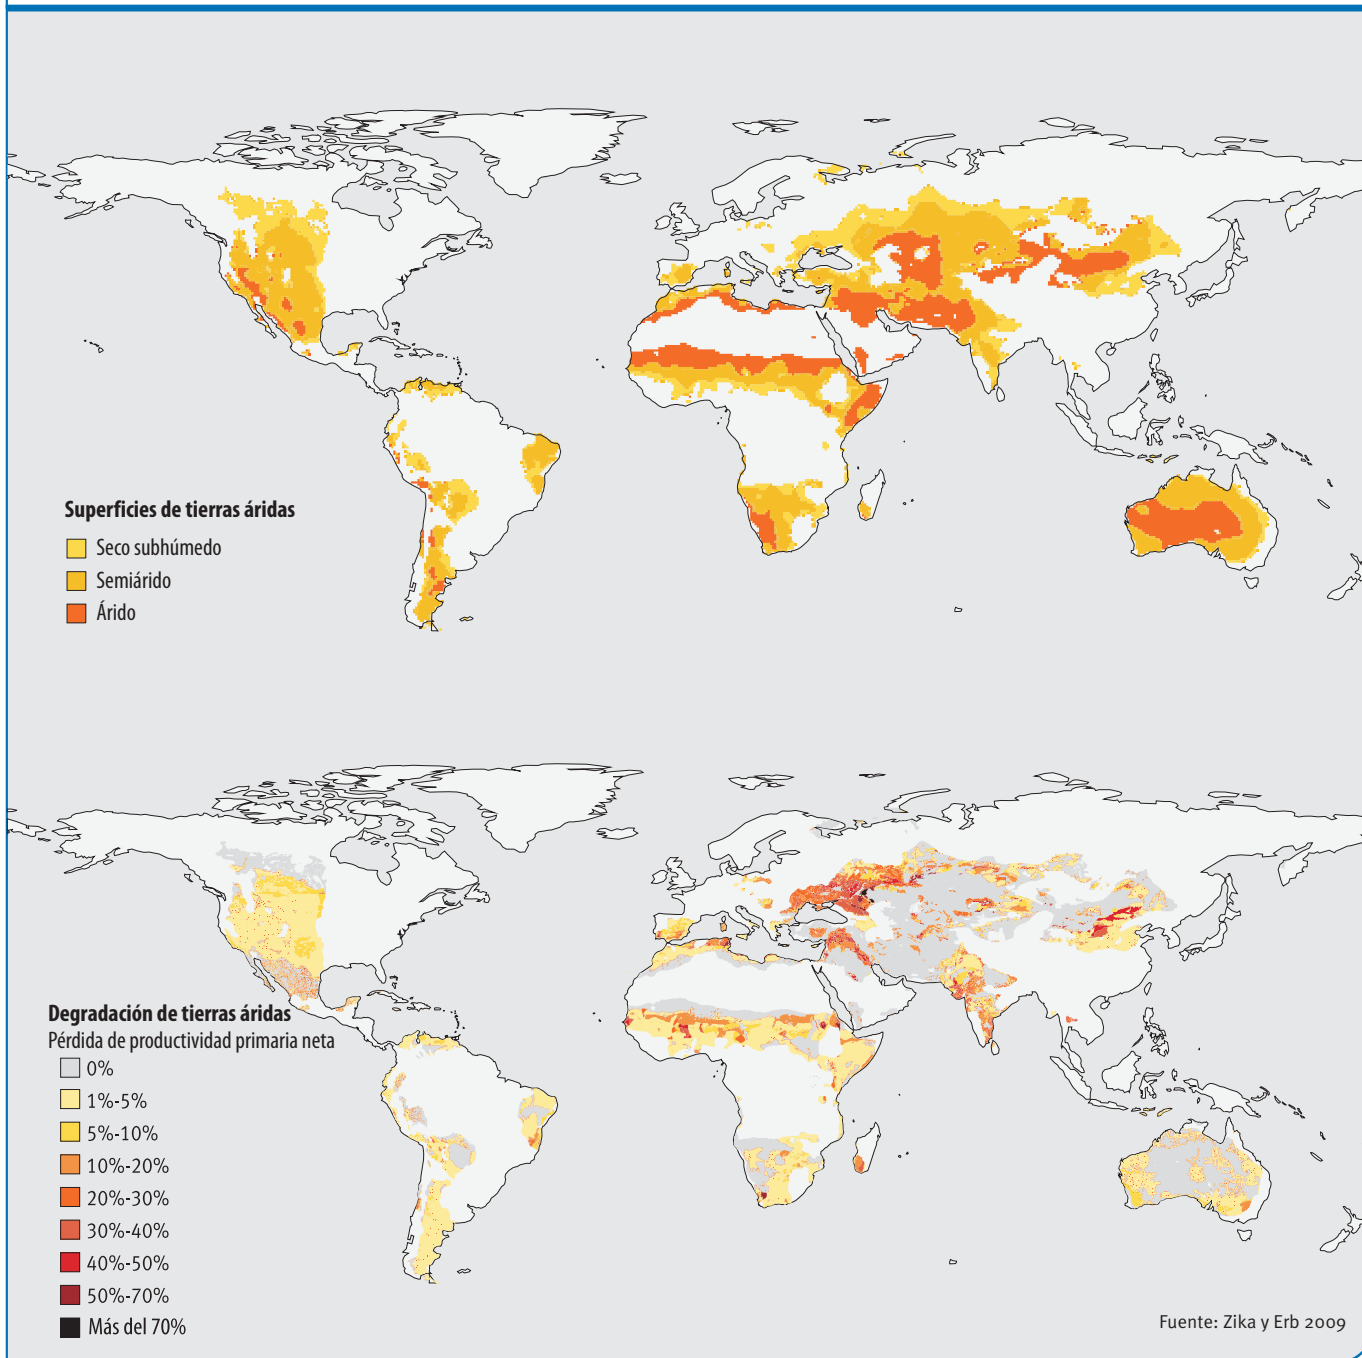 Superficies de tierras áridas
Seco subhúmedo
Semiárido
Árido
Degradación de tierras áridas
Pérdida de productividad primaria neta
0%
1%-5%
5%-10%
10%-20%
20%-30%
30%-40%
40%-50%
50%-70%
Más del 70%
Fuente: Zika y Erb 2009